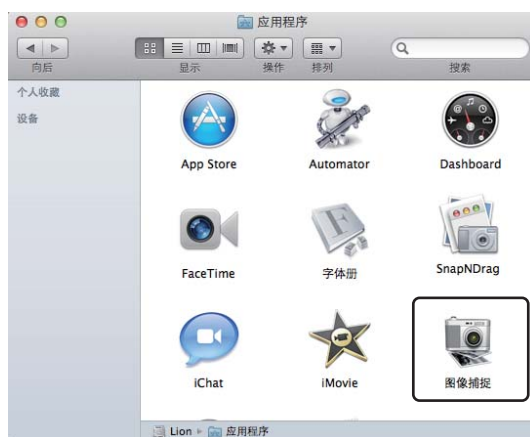 应用程序
向后
显示
操作
排列
搜索
个人收藏
设备
App Store
Automator
Dashboard
FaceTime
字体册
SnapNDrag
iChat
iMovie
图像捕捉
Lion ▸ 应用程序